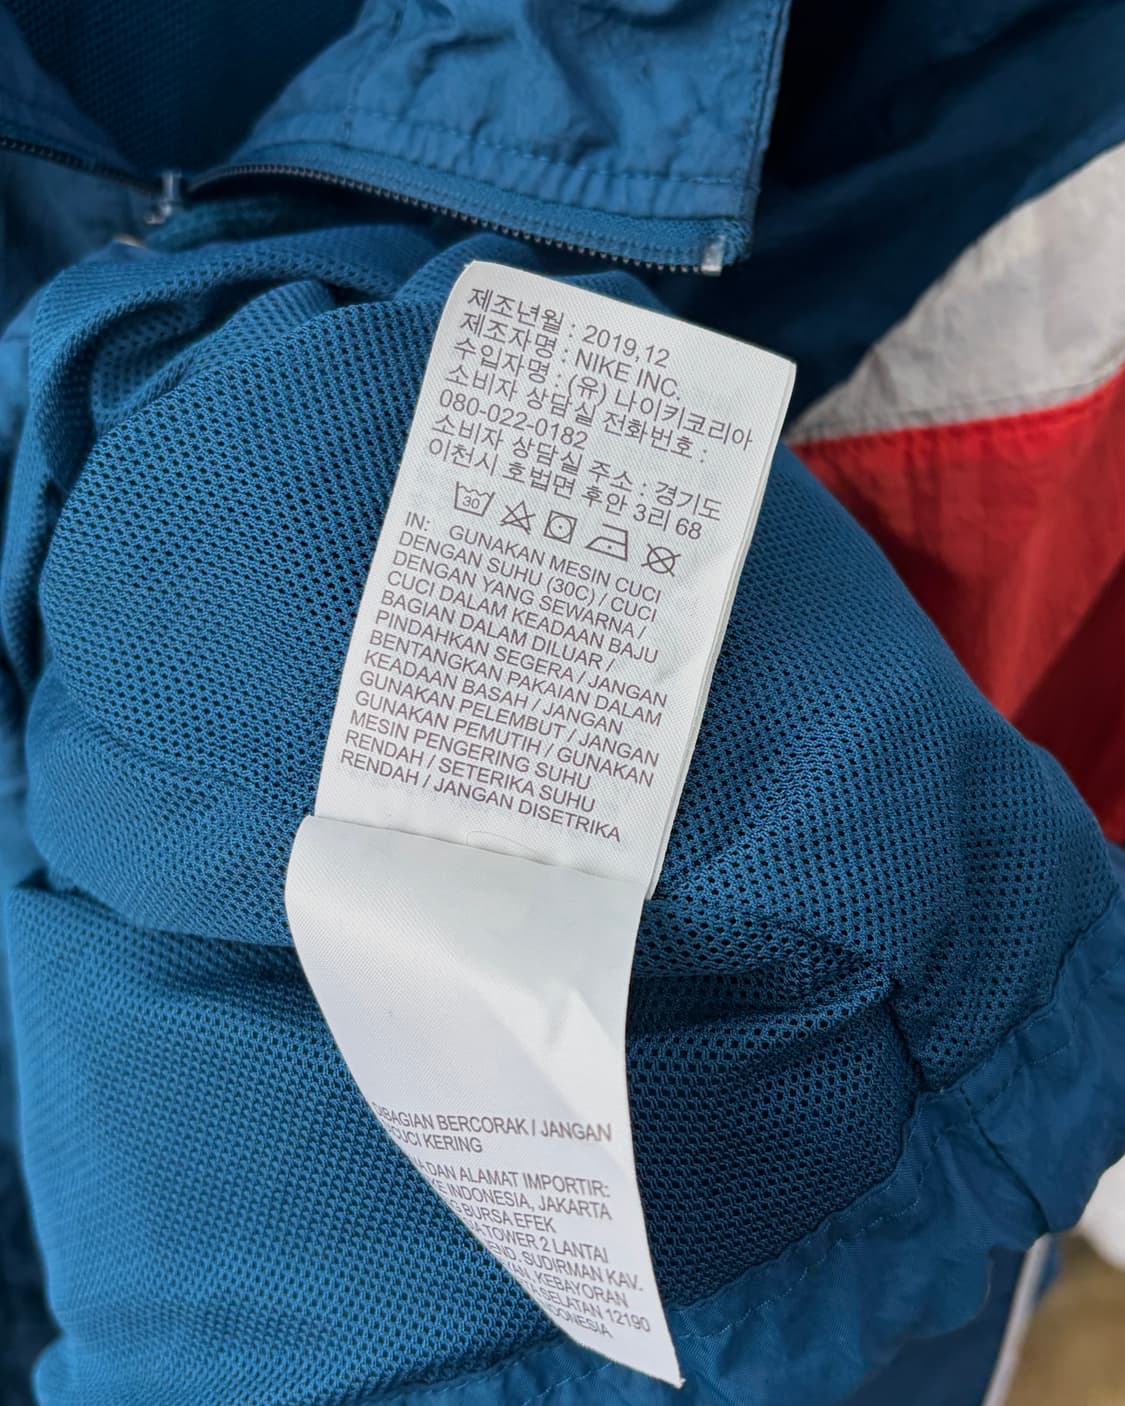 제조년월 : 2019.12
제조자명 : NIKE INC.
수입자명 : (유) 나이키코리아
소비자 상담실 전화번호 :
080-022-0182
소비자 상담실 주소 : 경기도
이천시 호법면 후안 3리 68
30
IN: GUNAKAN MESIN CUCI
DENGAN SUHU (30C) / CUCI
DENGAN YANG SEWARNA /
CUCI DALAM KEADAAN BAJU
BAGIAN DALAM DILUAR /
PINDAHKAN SEGERA / JANGAN
BENTANGKAN PAKAIAN DALAM
KEADAAN BASAH / JANGAN
GUNAKAN PELEMBUT / JANGAN
GUNAKAN PEMUTIH / GUNAKAN
MESIN PENGERING SUHU
RENDAH / SETERIKA SUHU
RENDAH / JANGAN DISETRIKA
DIBAGIAN BERCORAK / JANGAN
CUCI KERING
DAN ALAMAT IMPORTIR:
INDONESIA, JAKARTA
BURSA EFEK
TOWER 2 LANTAI
SUDIRMAN KAV.
KEBAYORAN
SELATAN 12190
INDONESIA